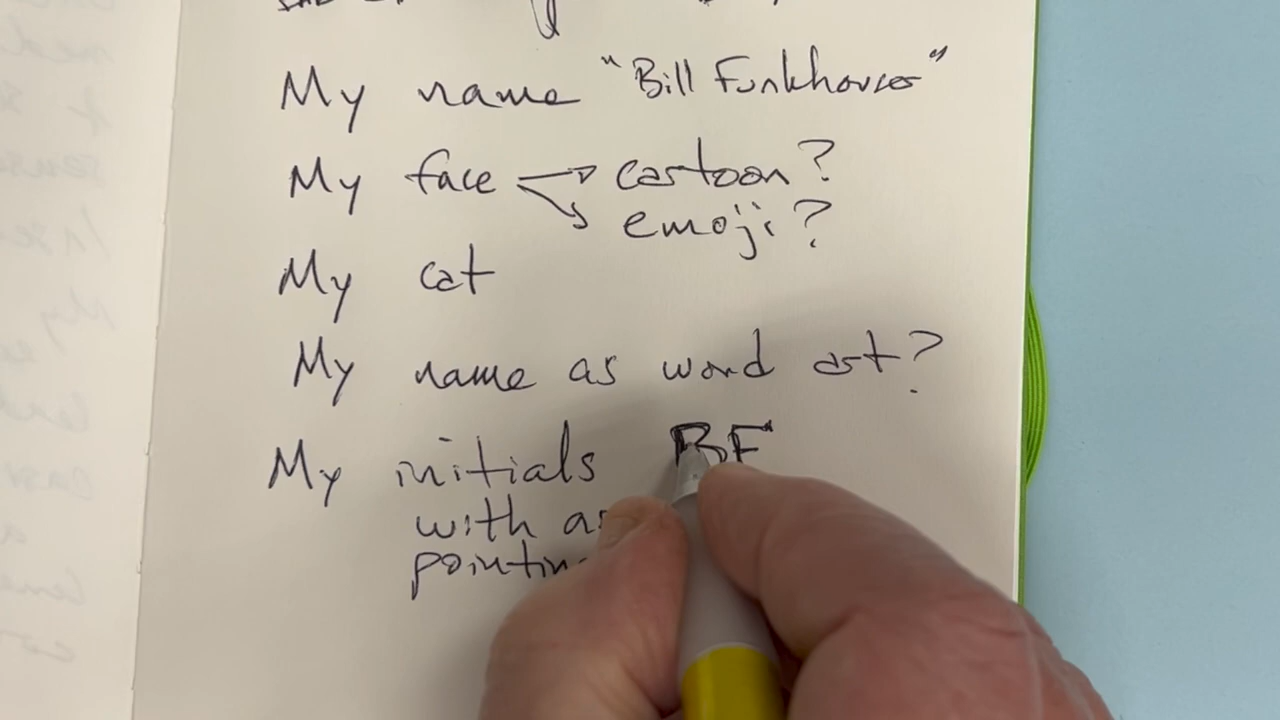 My name "Bill Funkhouser"
My face → cartoon?
emoji?
My cat
My name as word art?
My initials BF
with
pointin